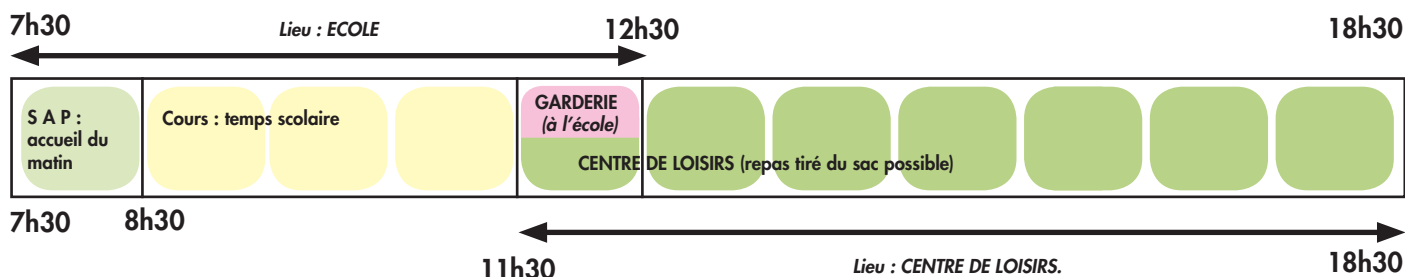 7h30
Lieu : ECOLE
12h30
18h30
S A P :
accueil du
matin
Cours : temps scolaire
GARDERIE
(à l’école)
CENTRE DE LOISIRS (repas tiré du sac possible)
7h30
8h30
11h30
Lieu : CENTRE DE LOISIRS.
18h30